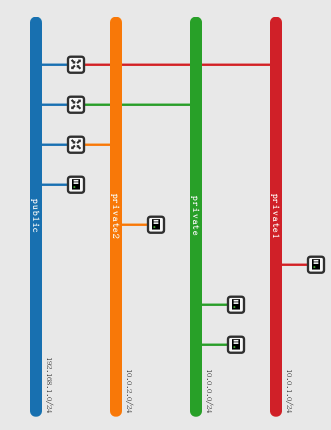 public
192.168.1.0/24
private2
10.0.2.0/24
private
10.0.0.0/24
private1
10.0.1.0/24